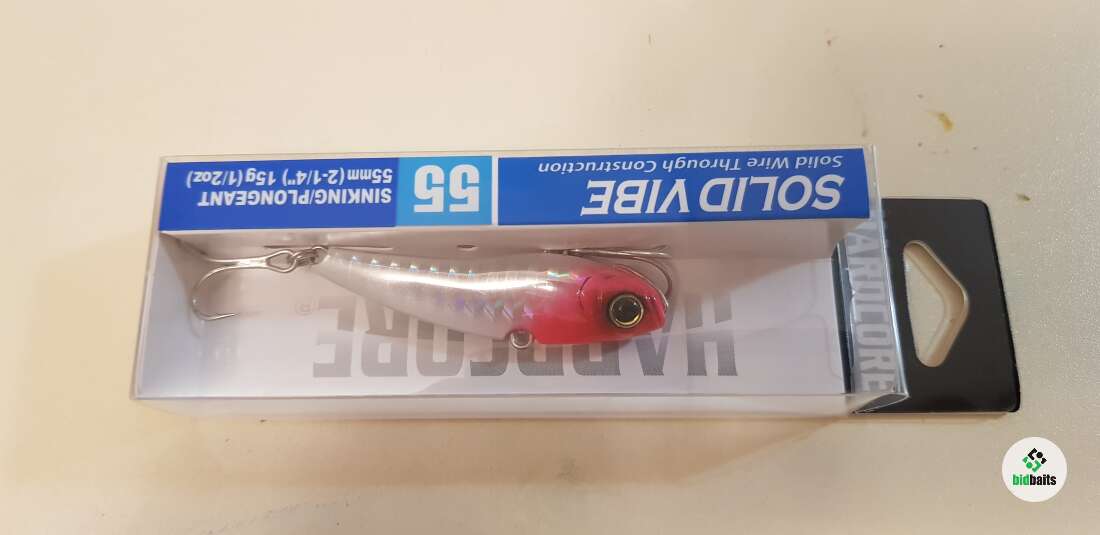 SOLID VIBE
Solid Wire Through Construction
55
SINKING/PLONGEANT
55mm (2-1/4") 15g (1/2oz)
HARDCORE
®
HARDCORE
bidbaits